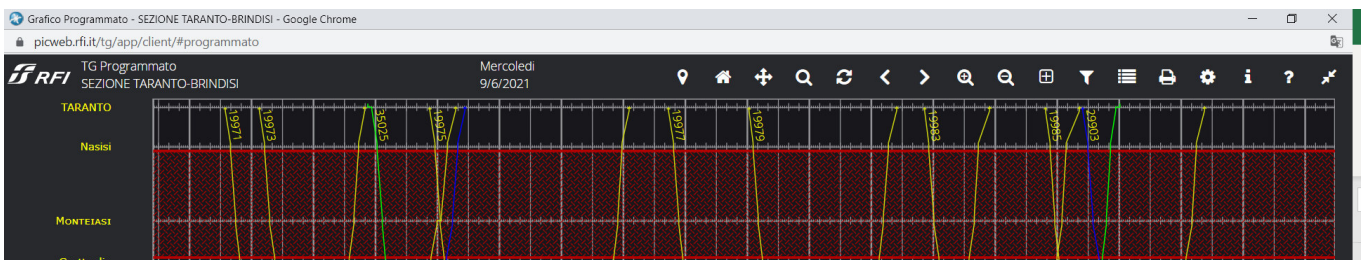 Grafico Programmato - SEZIONE TARANTO-BRINDISI - Google Chrome
picweb.rfi.it/tg/app/client/#programmato
RFI
TG Programmato
SEZIONE TARANTO-BRINDISI
Mercoledì
9/6/2021
TARANTO
19971
19973
35025
19975
19977
19979
19983
19985
29903
Nasisi
MONTEIASI